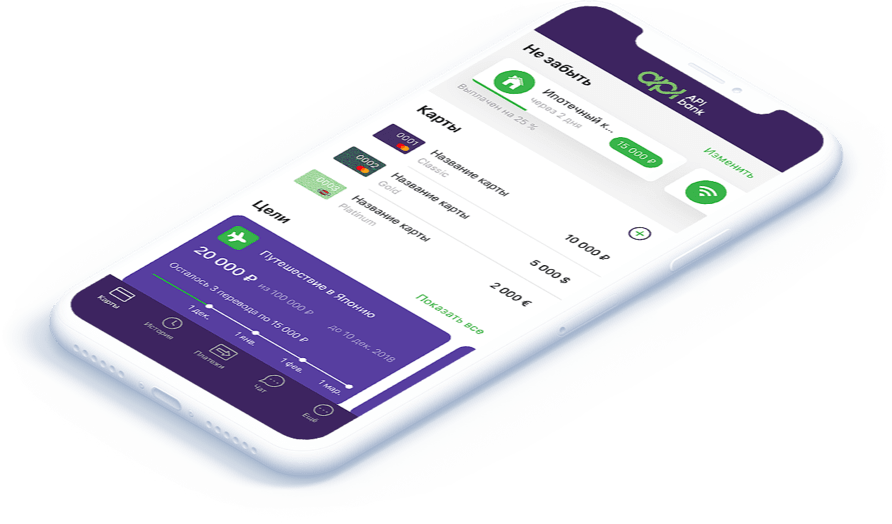 api API
bank
Не забыть
Изменить
Ипотечный к...
через 2 дня
15 000 ₽
Выплачен на 25 %
Карты
0001
Название карты
Classic
10 000 ₽
0002
Название карты
Gold
5 000 $
Название карты
Platinum
2 000 €
Цели
Показать все
Путешествие в Японию
20 000 ₽ из 100 000 ₽
до 10 дек. 2018
Осталось 3 перевода по 15 000 ₽
1 дек.
1 янв.
1 фев.
1 мар.
Карты
История
Платежи
Чат
Ещё